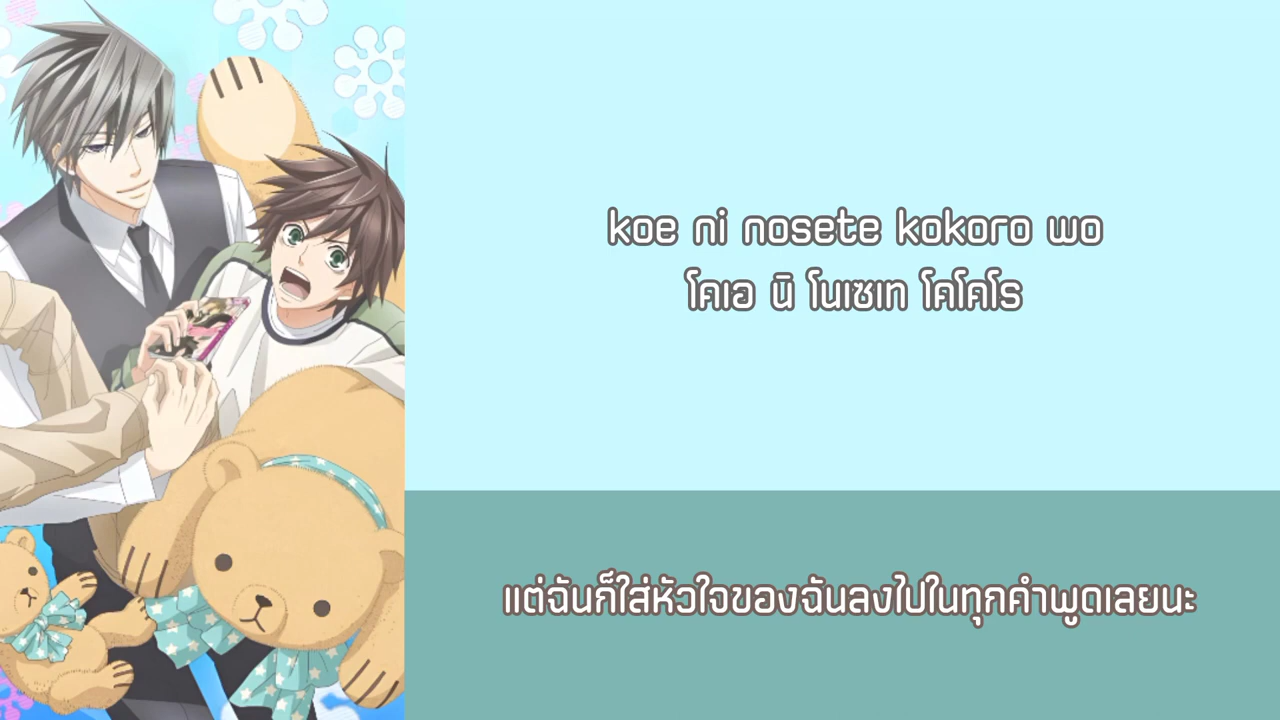 koe ni nosete kokoro wo
โคเอ นิ โนเซเท โคโคโร
แต่ฉันก็ใส่หัวใจของฉันลงไปในทุกคำพูดเลยนะ